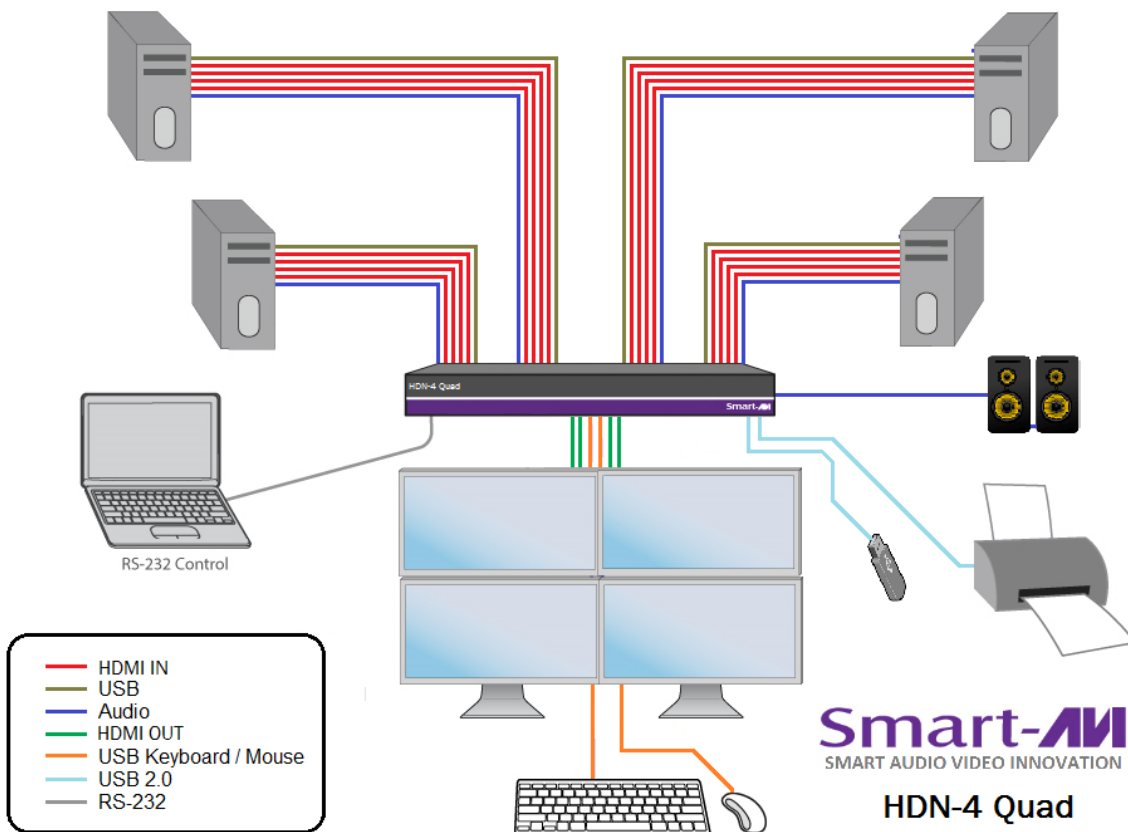 HDN-4 Quad
Smart-AVI
RS-232 Control
HDMI IN
USB
Audio
HDMI OUT
USB Keyboard / Mouse
USB 2.0
RS-232
Smart-AVI
SMART AUDIO VIDEO INNOVATION
HDN-4 Quad